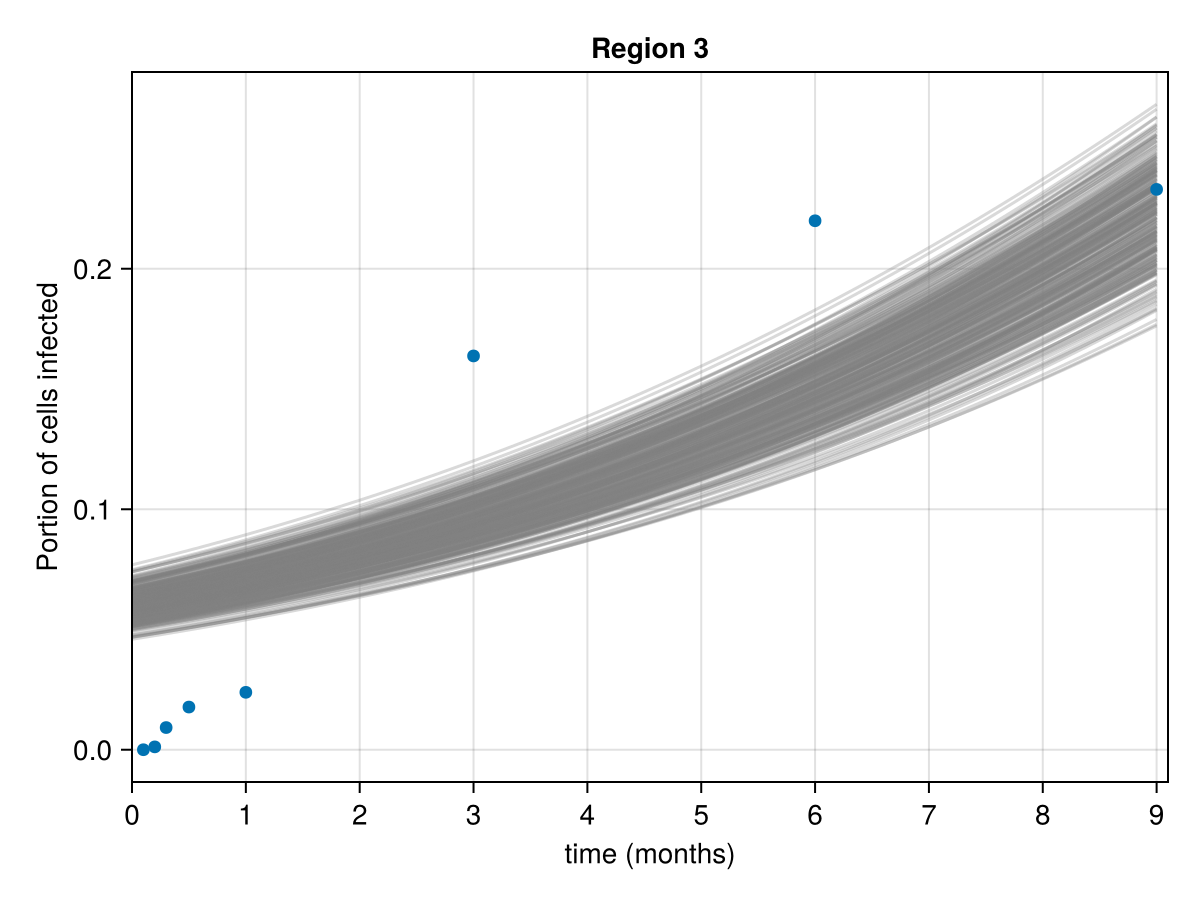 Region 3
Portion of cells infected
0.2
0.1
0.0
0 1 2 3 4 5 6 7 8 9
time (months)